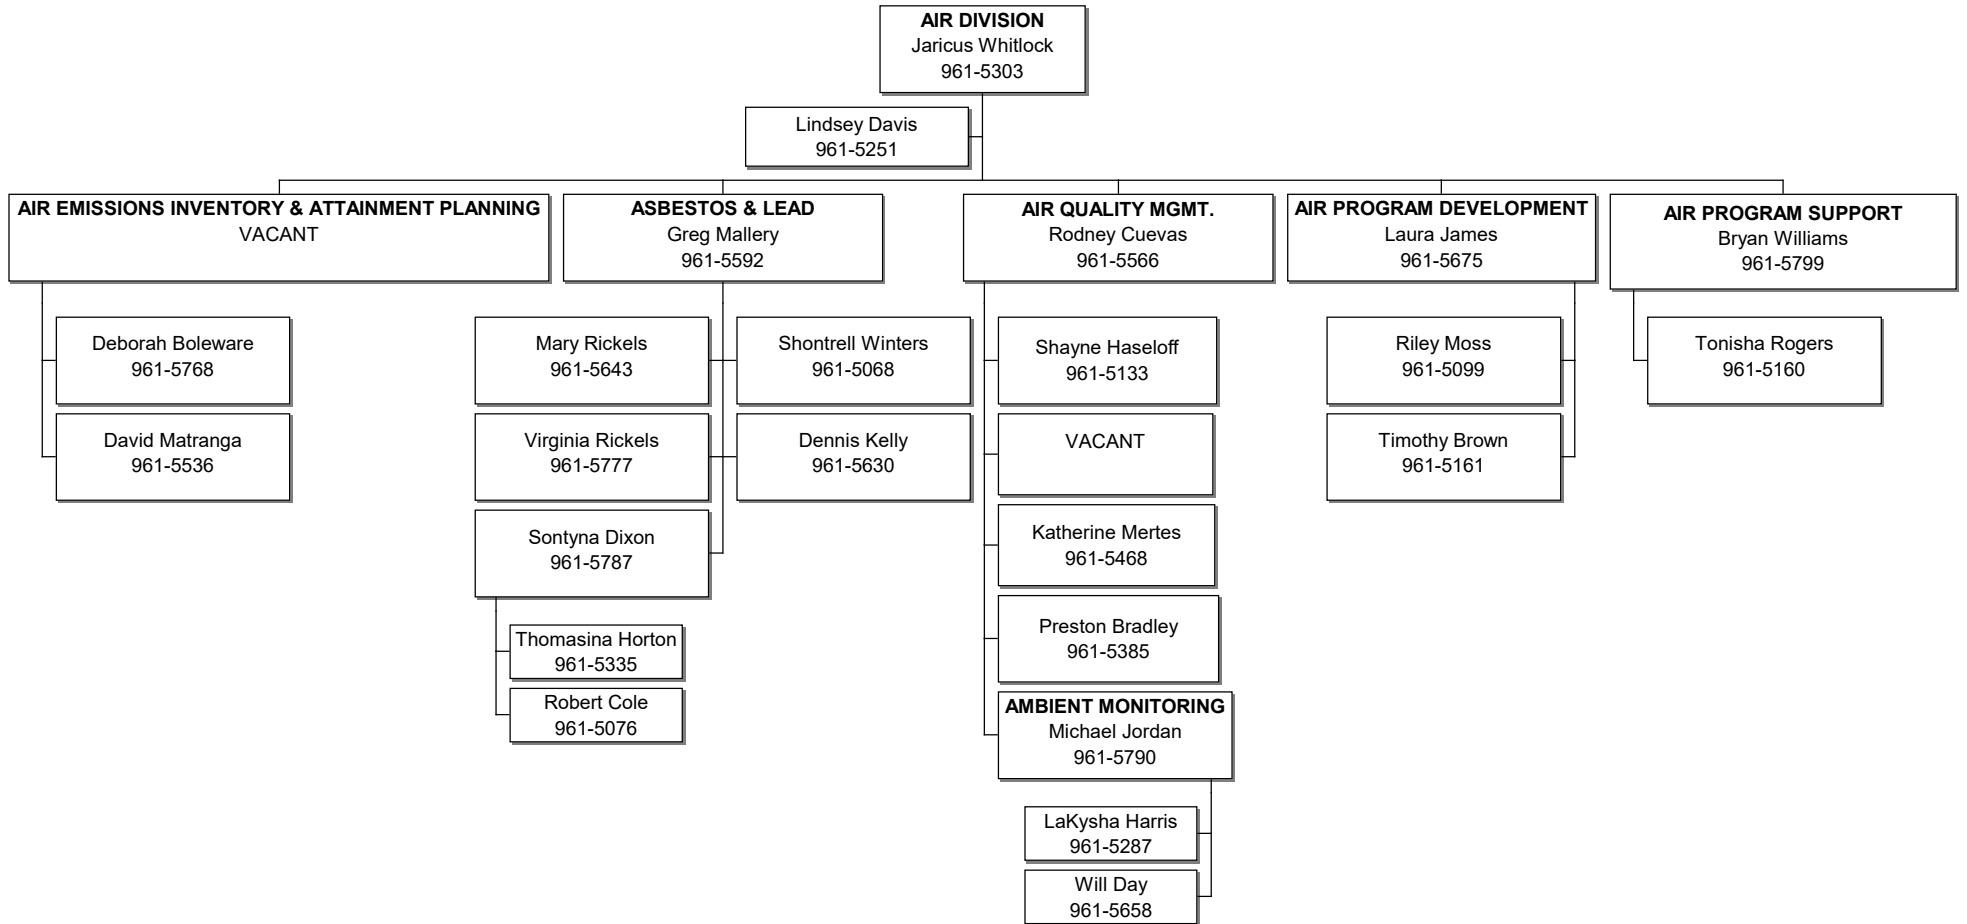 AIR DIVISION
Jaricus Whitlock
961-5303
Lindsey Davis
961-5251
AIR EMISSIONS INVENTORY & ATTAINMENT PLANNING
VACANT
ASBESTOS & LEAD
Greg Mallery
961-5592
AIR QUALITY MGMT.
Rodney Cuevas
961-5566
AIR PROGRAM DEVELOPMENT
Laura James
961-5675
AIR PROGRAM SUPPORT
Bryan Williams
961-5799
Deborah Boleware
961-5768
David Matranga
961-5536
Mary Rickels
961-5643
Shontrell Winters
961-5068
Virginia Rickels
961-5777
Dennis Kelly
961-5630
Sontyna Dixon
961-5787
Thomasina Horton
961-5335
Robert Cole
961-5076
Shayne Haseloff
961-5133
VACANT
Katherine Mertes
961-5468
Preston Bradley
961-5385
AMBIENT MONITORING
Michael Jordan
961-5790
LaKysha Harris
961-5287
Will Day
961-5658
Riley Moss
961-5099
Timothy Brown
961-5161
Tonisha Rogers
961-5160